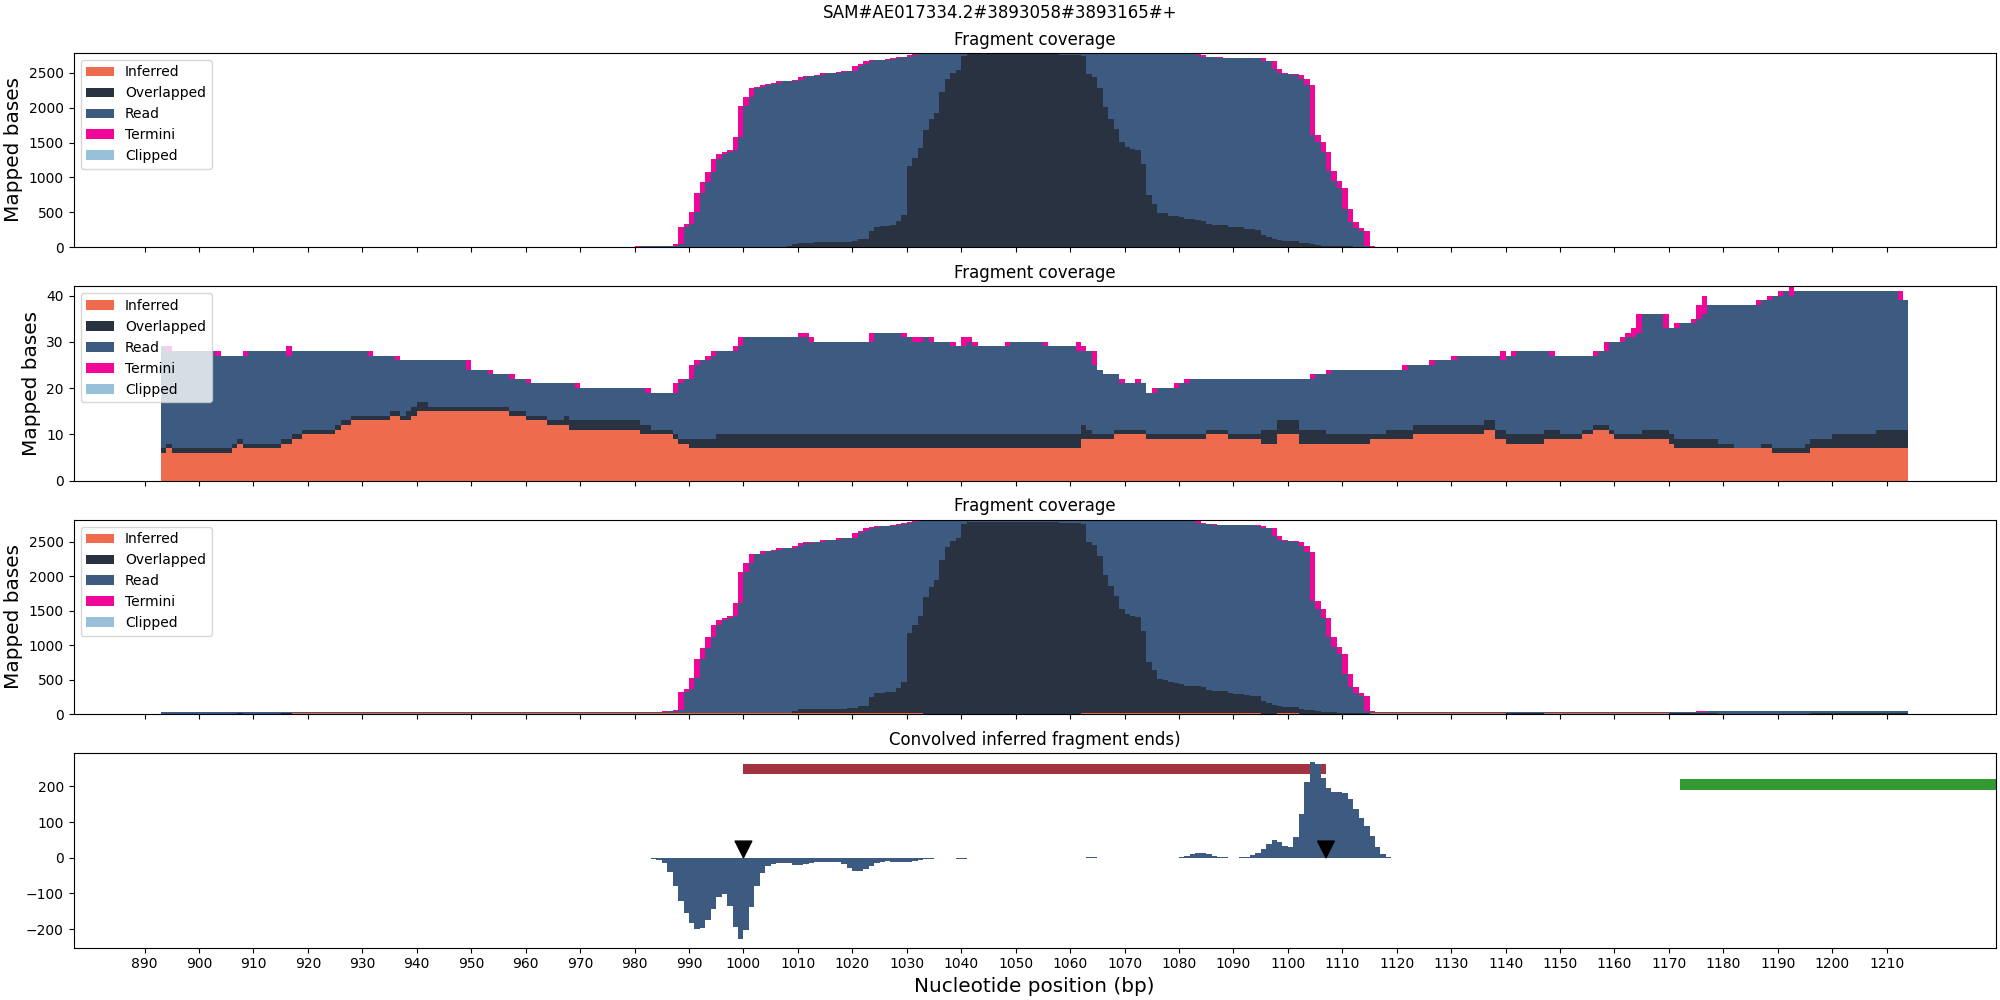 SAM#AE017334.2#3893058#3893165#+
Fragment coverage
Mapped bases
2500
2000
1500
1000
500
0
Inferred
Overlapped
Read
Termini
Clipped
Fragment coverage
Mapped bases
40
30
20
10
0
Inferred
Overlapped
Read
Termini
Clipped
Fragment coverage
Mapped bases
2500
2000
1500
1000
500
0
Inferred
Overlapped
Read
Termini
Clipped
Convolved inferred fragment ends)
200
100
0
−100
−200
890 900 910 920 930 940 950 960 970 980 990 1000 1010 1020 1030 1040 1050 1060 1070 1080 1090 1100 1110 1120 1130 1140 1150 1160 1170 1180 1190 1200 1210
Nucleotide position (bp)